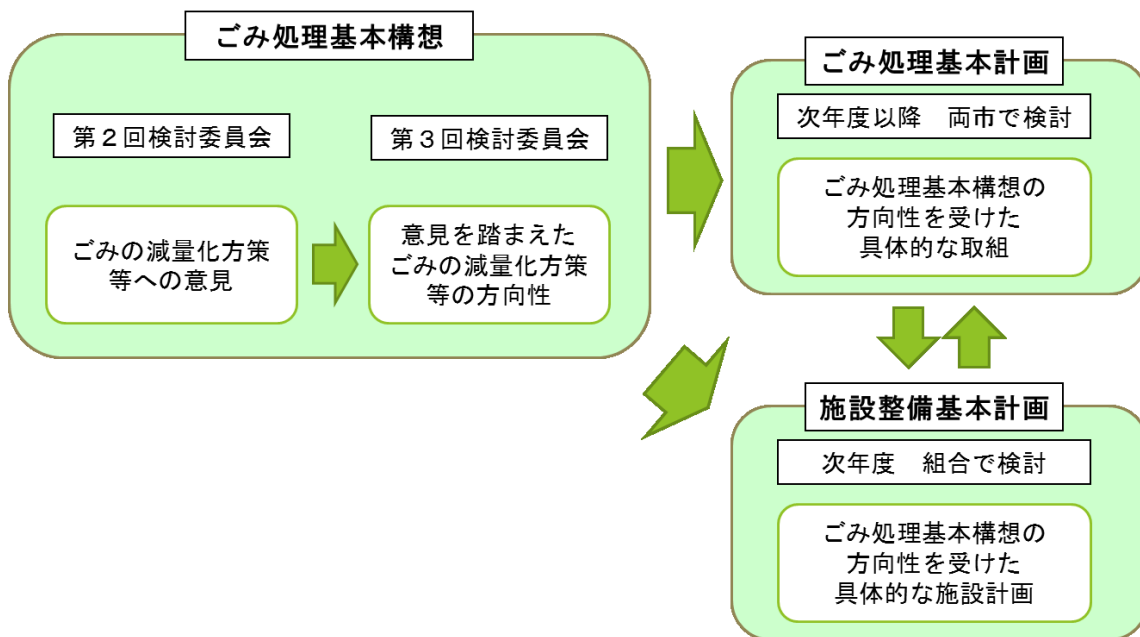 ごみ処理基本構想
第２回検討委員会
ごみの減量化方策
等への意見
第３回検討委員会
意見を踏まえた
ごみの減量化方策
等の方向性
ごみ処理基本計画
次年度以降　両市で検討
ごみ処理基本構想の
方向性を受けた
具体的な取組
施設整備基本計画
次年度　組合で検討
ごみ処理基本構想の
方向性を受けた
具体的な施設計画